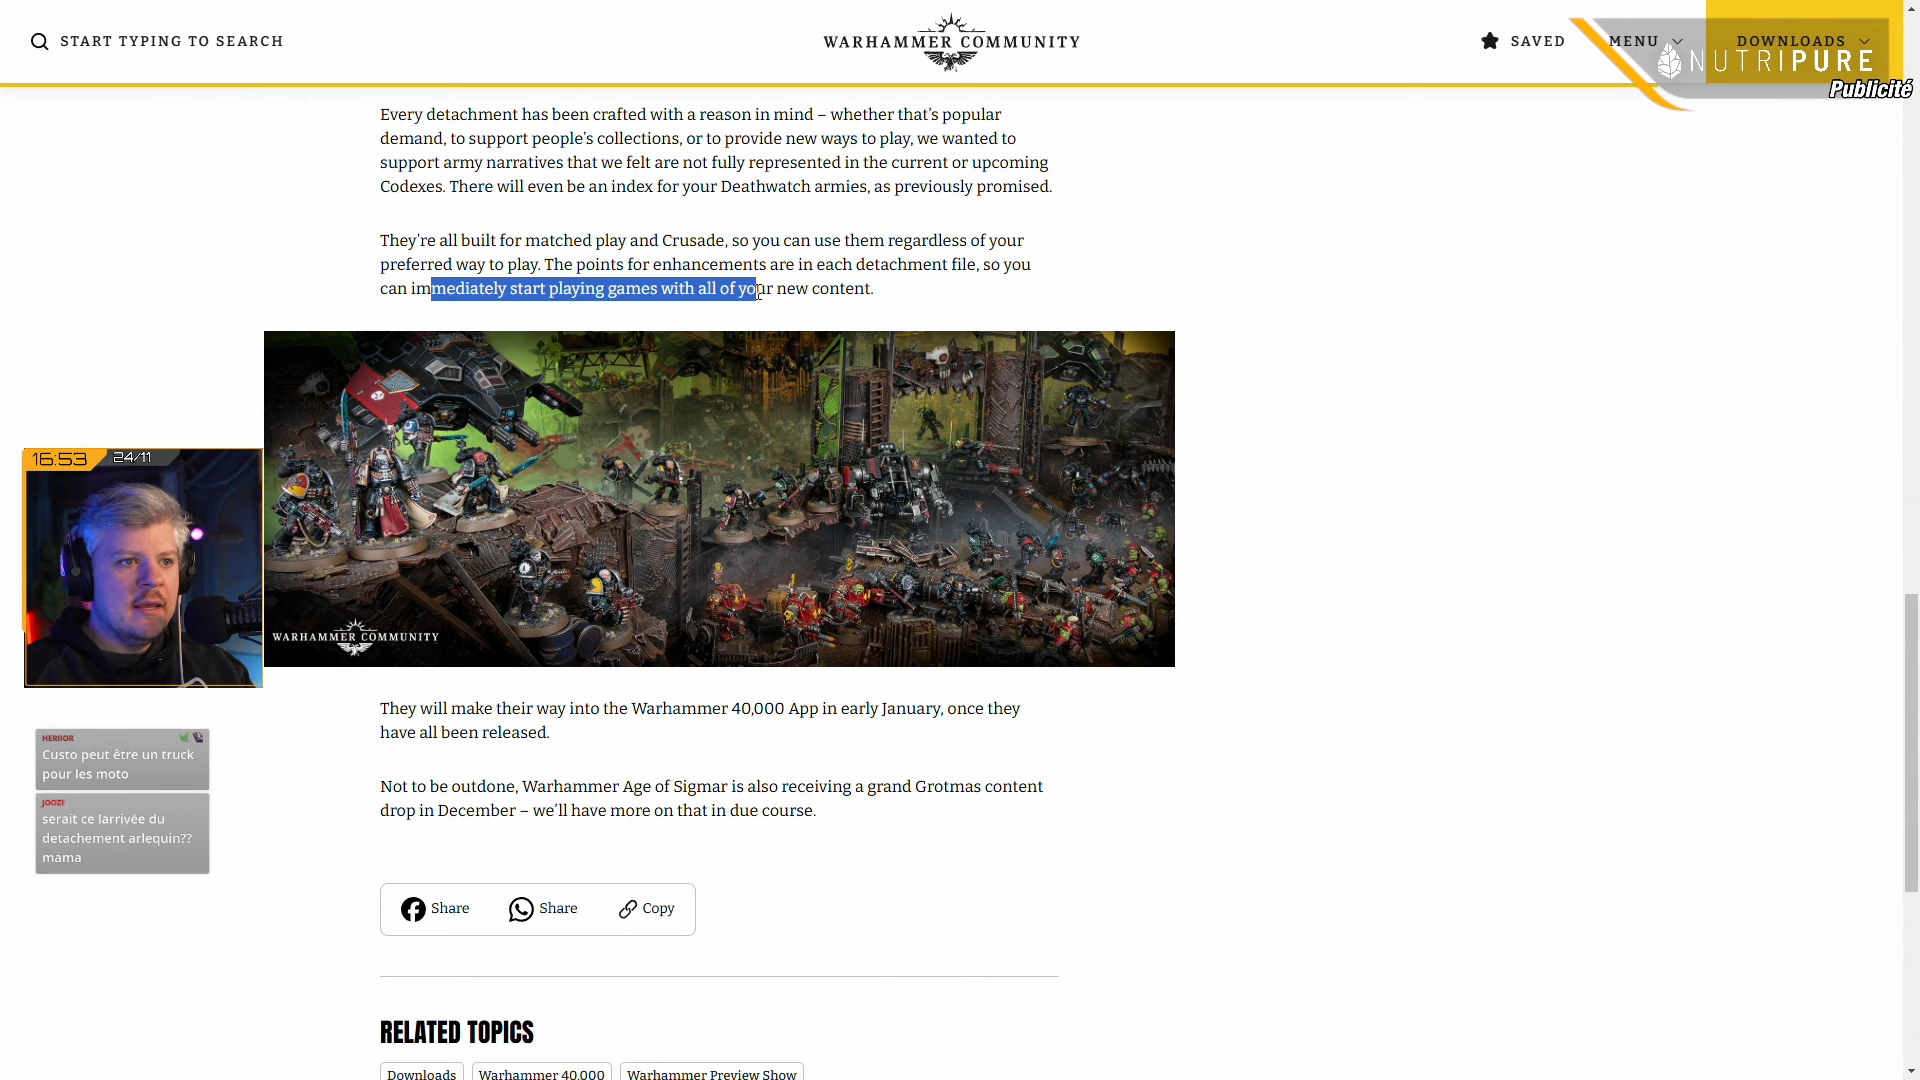 START TYPING TO SEARCH
WARHAMMER COMMUNITY
SAVED
MENU
DOWNLOADS
NUTRIPURE
Publicité
Every detachment has been crafted with a reason in mind – whether that’s popular
demand, to support people’s collections, or to provide new ways to play, we wanted to
support army narratives that we felt are not fully represented in the current or upcoming
Codexes. There will even be an index for your Deathwatch armies, as previously promised.
They’re all built for matched play and Crusade, so you can use them regardless of your
preferred way to play. The points for enhancements are in each detachment file, so you
can immediately start playing games with all of your new content.
16:53
24/11
WARHAMMER COMMUNITY
They will make their way into the Warhammer 40,000 App in early January, once they
have all been released.
HERIIOR
Custo peut être un truck
pour les moto
Not to be outdone, Warhammer Age of Sigmar is also receiving a grand Grotmas content
drop in December – we’ll have more on that in due course.
JOOZF
serait ce larrivée du
detachement arlequin??
mama
Share
Share
Copy
RELATED TOPICS
Downloads
Warhammer 40,000
Warhammer Preview Show